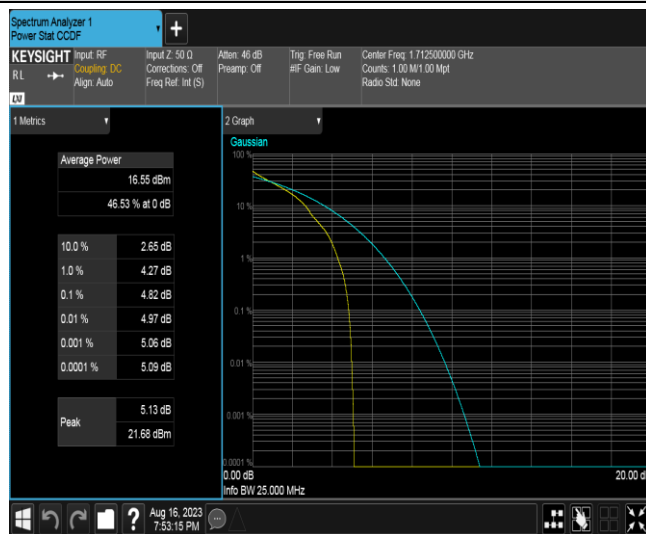 Spectrum Analyzer 1
Power Stat CCDF
KEYSIGHT
RL
LXI
Input: RF
Coupling: DC
Align: Auto
Input Z: 50 Ω
Corrections: Off
Freq Ref: Int (S)
Atten: 46 dB
Preamp: Off
Trig: Free Run
#IF Gain: Low
Center Freq: 1.712500000 GHz
Counts: 1.00 M/1.00 Mpt
Radio Std: None
1 Metrics
Average Power
16.55 dBm
46.53 % at 0 dB
10.0 % 2.65 dB
1.0 % 4.27 dB
0.1 % 4.82 dB
0.01 % 4.97 dB
0.001 % 5.06 dB
0.0001 % 5.09 dB
Peak
5.13 dB
21.68 dBm
2 Graph
Gaussian
100 %
10 %
1 %
0.1 %
0.01 %
0.001 %
0.0001 %
0.00 dB
20.00 d
Info BW 25.000 MHz
?
Aug 16, 2023
7:53:15 PM